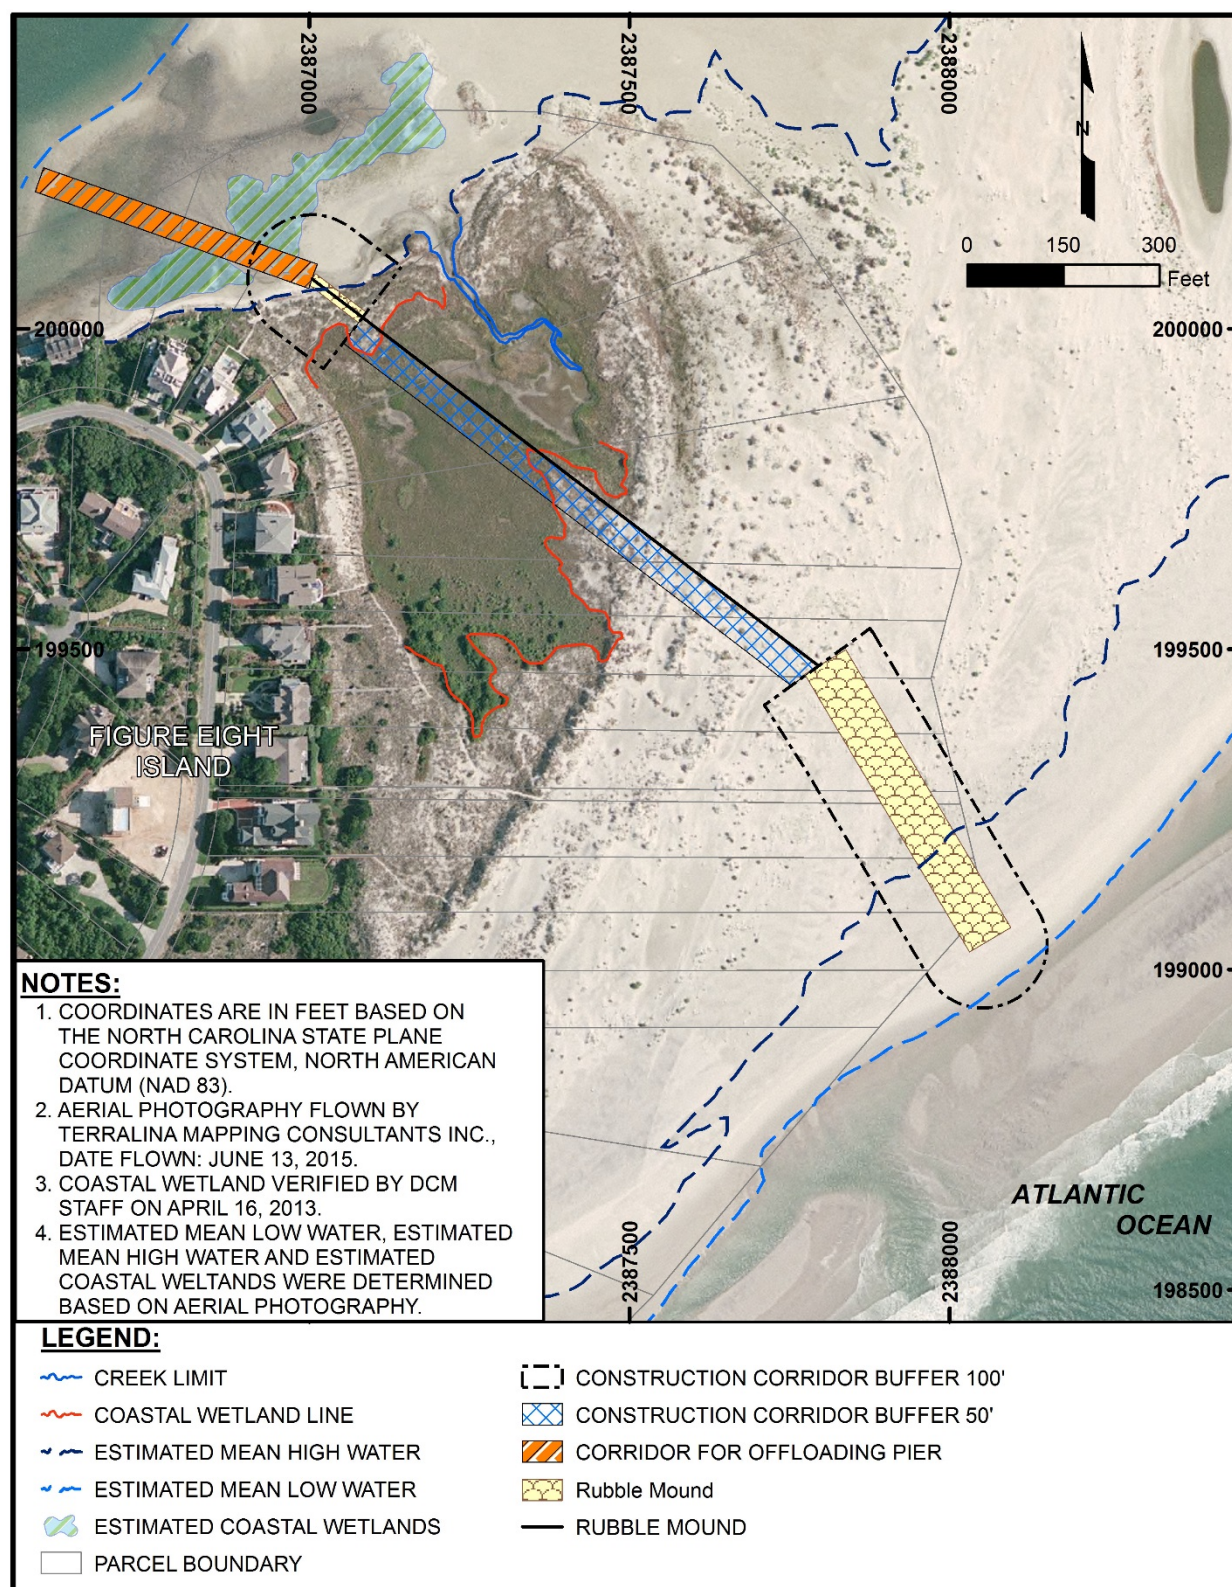 2387000
2387500
2388000
N
0 150 300
Feet
200000
200000
199500
199500
FIGURE EIGHT
ISLAND
199000
NOTES:
1. COORDINATES ARE IN FEET BASED ON
THE NORTH CAROLINA STATE PLANE
COORDINATE SYSTEM, NORTH AMERICAN
DATUM (NAD 83).
2. AERIAL PHOTOGRAPHY FLOWN BY
TERRALINA MAPPING CONSULTANTS INC.,
DATE FLOWN: JUNE 13, 2015.
3. COASTAL WETLAND VERIFIED BY DCM
STAFF ON APRIL 16, 2013.
4. ESTIMATED MEAN LOW WATER, ESTIMATED
MEAN HIGH WATER AND ESTIMATED
COASTAL WELTANDS WERE DETERMINED
BASED ON AERIAL PHOTOGRAPHY.
ATLANTIC
OCEAN
2387500
2388000
198500
LEGEND:
CREEK LIMIT
COASTAL WETLAND LINE
ESTIMATED MEAN HIGH WATER
ESTIMATED MEAN LOW WATER
ESTIMATED COASTAL WETLANDS
PARCEL BOUNDARY
CONSTRUCTION CORRIDOR BUFFER 100'
CONSTRUCTION CORRIDOR BUFFER 50'
CORRIDOR FOR OFFLOADING PIER
Rubble Mound
RUBBLE MOUND